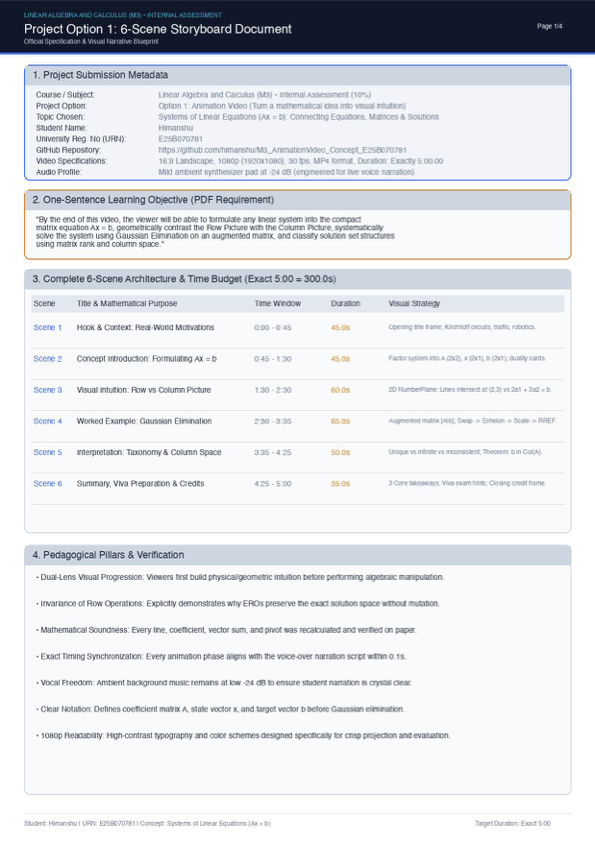 LINEAR ALGEBRA AND CALCULUS (M3) • INTERNAL ASSESSMENT
Project Option 1: 6-Scene Storyboard Document
Official Specification & Visual Narrative Blueprint
Page 1/4
1. Project Submission Metadata
Course / Subject: Linear Algebra and Calculus (M3) - Internal Assessment (10%)
Project Option: Option 1: Animation Video (Turn a mathematical idea into visual intuition)
Topic Chosen: Systems of Linear Equations (Ax = b): Connecting Equations, Matrices & Solutions
Student Name: Himanshu
University Reg. No (URN): E25B070781
GitHub Repository: https://github.com/himanshu/M3_AnimationVideo_Concept_E25B070781
Video Specifications: 16:9 Landscape, 1080p (1920x1080), 30 fps, MP4 format, Duration: Exactly 5:00.00
Audio Profile: Mild ambient synthesizer pad at -24 dB (engineered for live voice narration)
2. One-Sentence Learning Objective (PDF Requirement)
"By the end of this video, the viewer will be able to formulate any linear system into the compact
matrix equation Ax = b, geometrically contrast the Row Picture with the Column Picture, systematically
solve the system using Gaussian Elimination on an augmented matrix, and classify solution set structures
using matrix rank and column space."
3. Complete 6-Scene Architecture & Time Budget (Exact 5:00 = 300.0s)
Scene Title & Mathematical Purpose Time Window Duration Visual Strategy
Scene 1 Hook & Context: Real-World Motivations 0:00 - 0:45 45.0s Opening title frame; Kirchhoff circuits, traffic, robotics.
Scene 2 Concept Introduction: Formulating Ax = b 0:45 - 1:30 45.0s Factor system into A (2x2), x (2x1), b (2x1); duality cards.
Scene 3 Visual Intuition: Row vs Column Picture 1:30 - 2:30 60.0s 2D NumberPlane: Lines intersect at (2,3) vs 2a1 + 3a2 = b.
Scene 4 Worked Example: Gaussian Elimination 2:30 - 3:35 65.0s Augmented matrix [A|b]; Swap -> Echelon -> Scale -> RREF.
Scene 5 Interpretation: Taxonomy & Column Space 3:35 - 4:25 50.0s Unique vs infinite vs inconsistent; Theorem: b in Col(A).
Scene 6 Summary, Viva Preparation & Credits 4:25 - 5:00 35.0s 3 Core takeaways; Viva exam hints; Closing credit frame.
4. Pedagogical Pillars & Verification
• Dual-Lens Visual Progression: Viewers first build physical/geometric intuition before performing algebraic manipulation.
• Invariance of Row Operations: Explicitly demonstrates why EROs preserve the exact solution space without mutation.
• Mathematical Soundness: Every line, coefficient, vector sum, and pivot was recalculated and verified on paper.
• Exact Timing Synchronization: Every animation phase aligns with the voice-over narration script within 0.1s.
• Vocal Freedom: Ambient background music remains at low -24 dB to ensure student narration is crystal clear.
• Clear Notation: Defines coefficient matrix A, state vector x, and target vector b before Gaussian elimination.
• 1080p Readability: High-contrast typography and color schemes designed specifically for crisp projection and evaluation.
Student: Himanshu | URN: E25B070781 | Concept: Systems of Linear Equations (Ax = b)
Target Duration: Exact 5:00